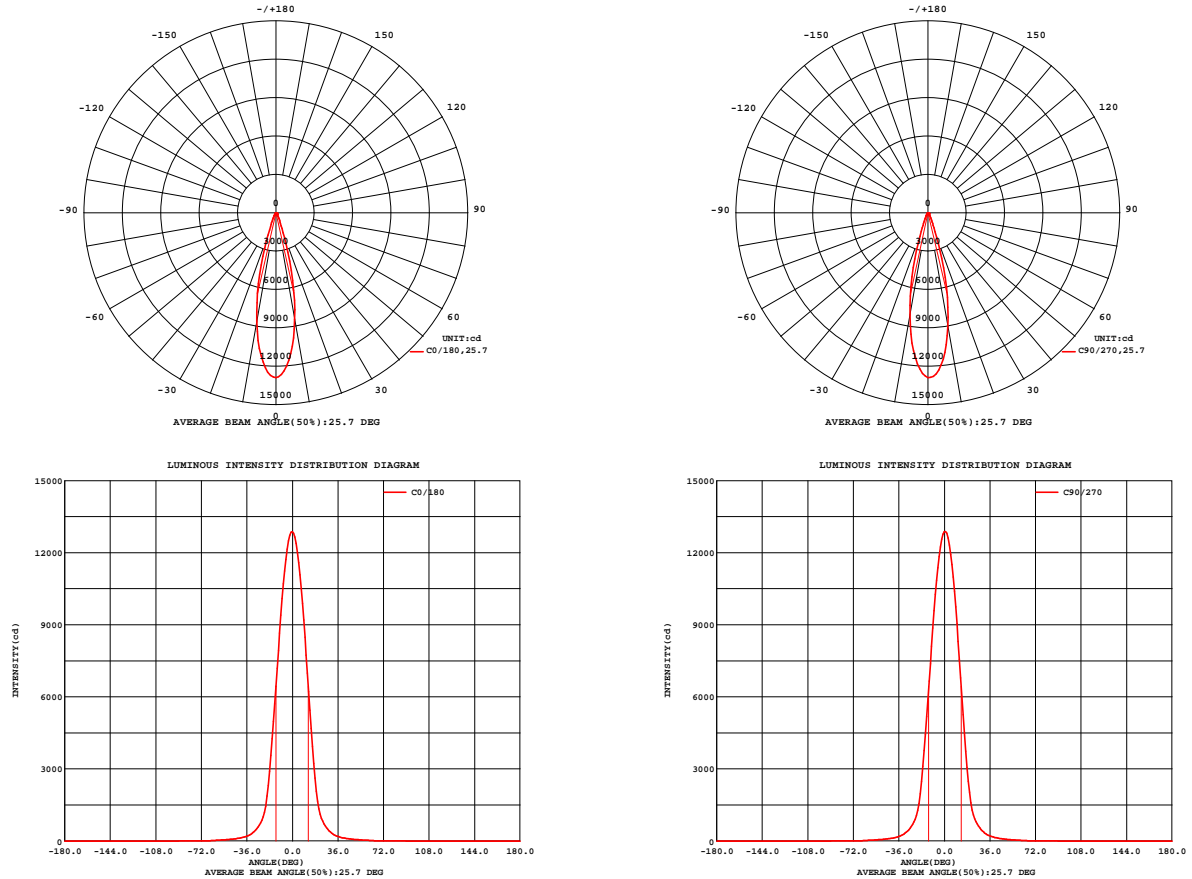 -/+180
-150 150
-120 120
-90 90
-60 60
-30 30
0
3000
6000
9000
12000
15000
0
UNIT:cd
C0/180,25.7
AVERAGE BEAM ANGLE(50%):25.7 DEG
-/+180
-150 150
-120 120
-90 90
-60 60
-30 30
0
3000
6000
9000
12000
15000
0
UNIT:cd
C90/270,25.7
AVERAGE BEAM ANGLE(50%):25.7 DEG
LUMINOUS INTENSITY DISTRIBUTION DIAGRAM
C0/180
INTENSITY(cd)
15000
12000
9000
6000
3000
0
-180.0 -144.0 -108.0 -72.0 -36.0 0.0 36.0 72.0 108.0 144.0 180.0
ANGLE(DEG)
AVERAGE BEAM ANGLE(50%):25.7 DEG
LUMINOUS INTENSITY DISTRIBUTION DIAGRAM
C90/270
INTENSITY(cd)
15000
12000
9000
6000
3000
0
-180.0 -144.0 -108.0 -72.0 -36.0 0.0 36.0 72.0 108.0 144.0 180.0
ANGLE(DEG)
AVERAGE BEAM ANGLE(50%):25.7 DEG